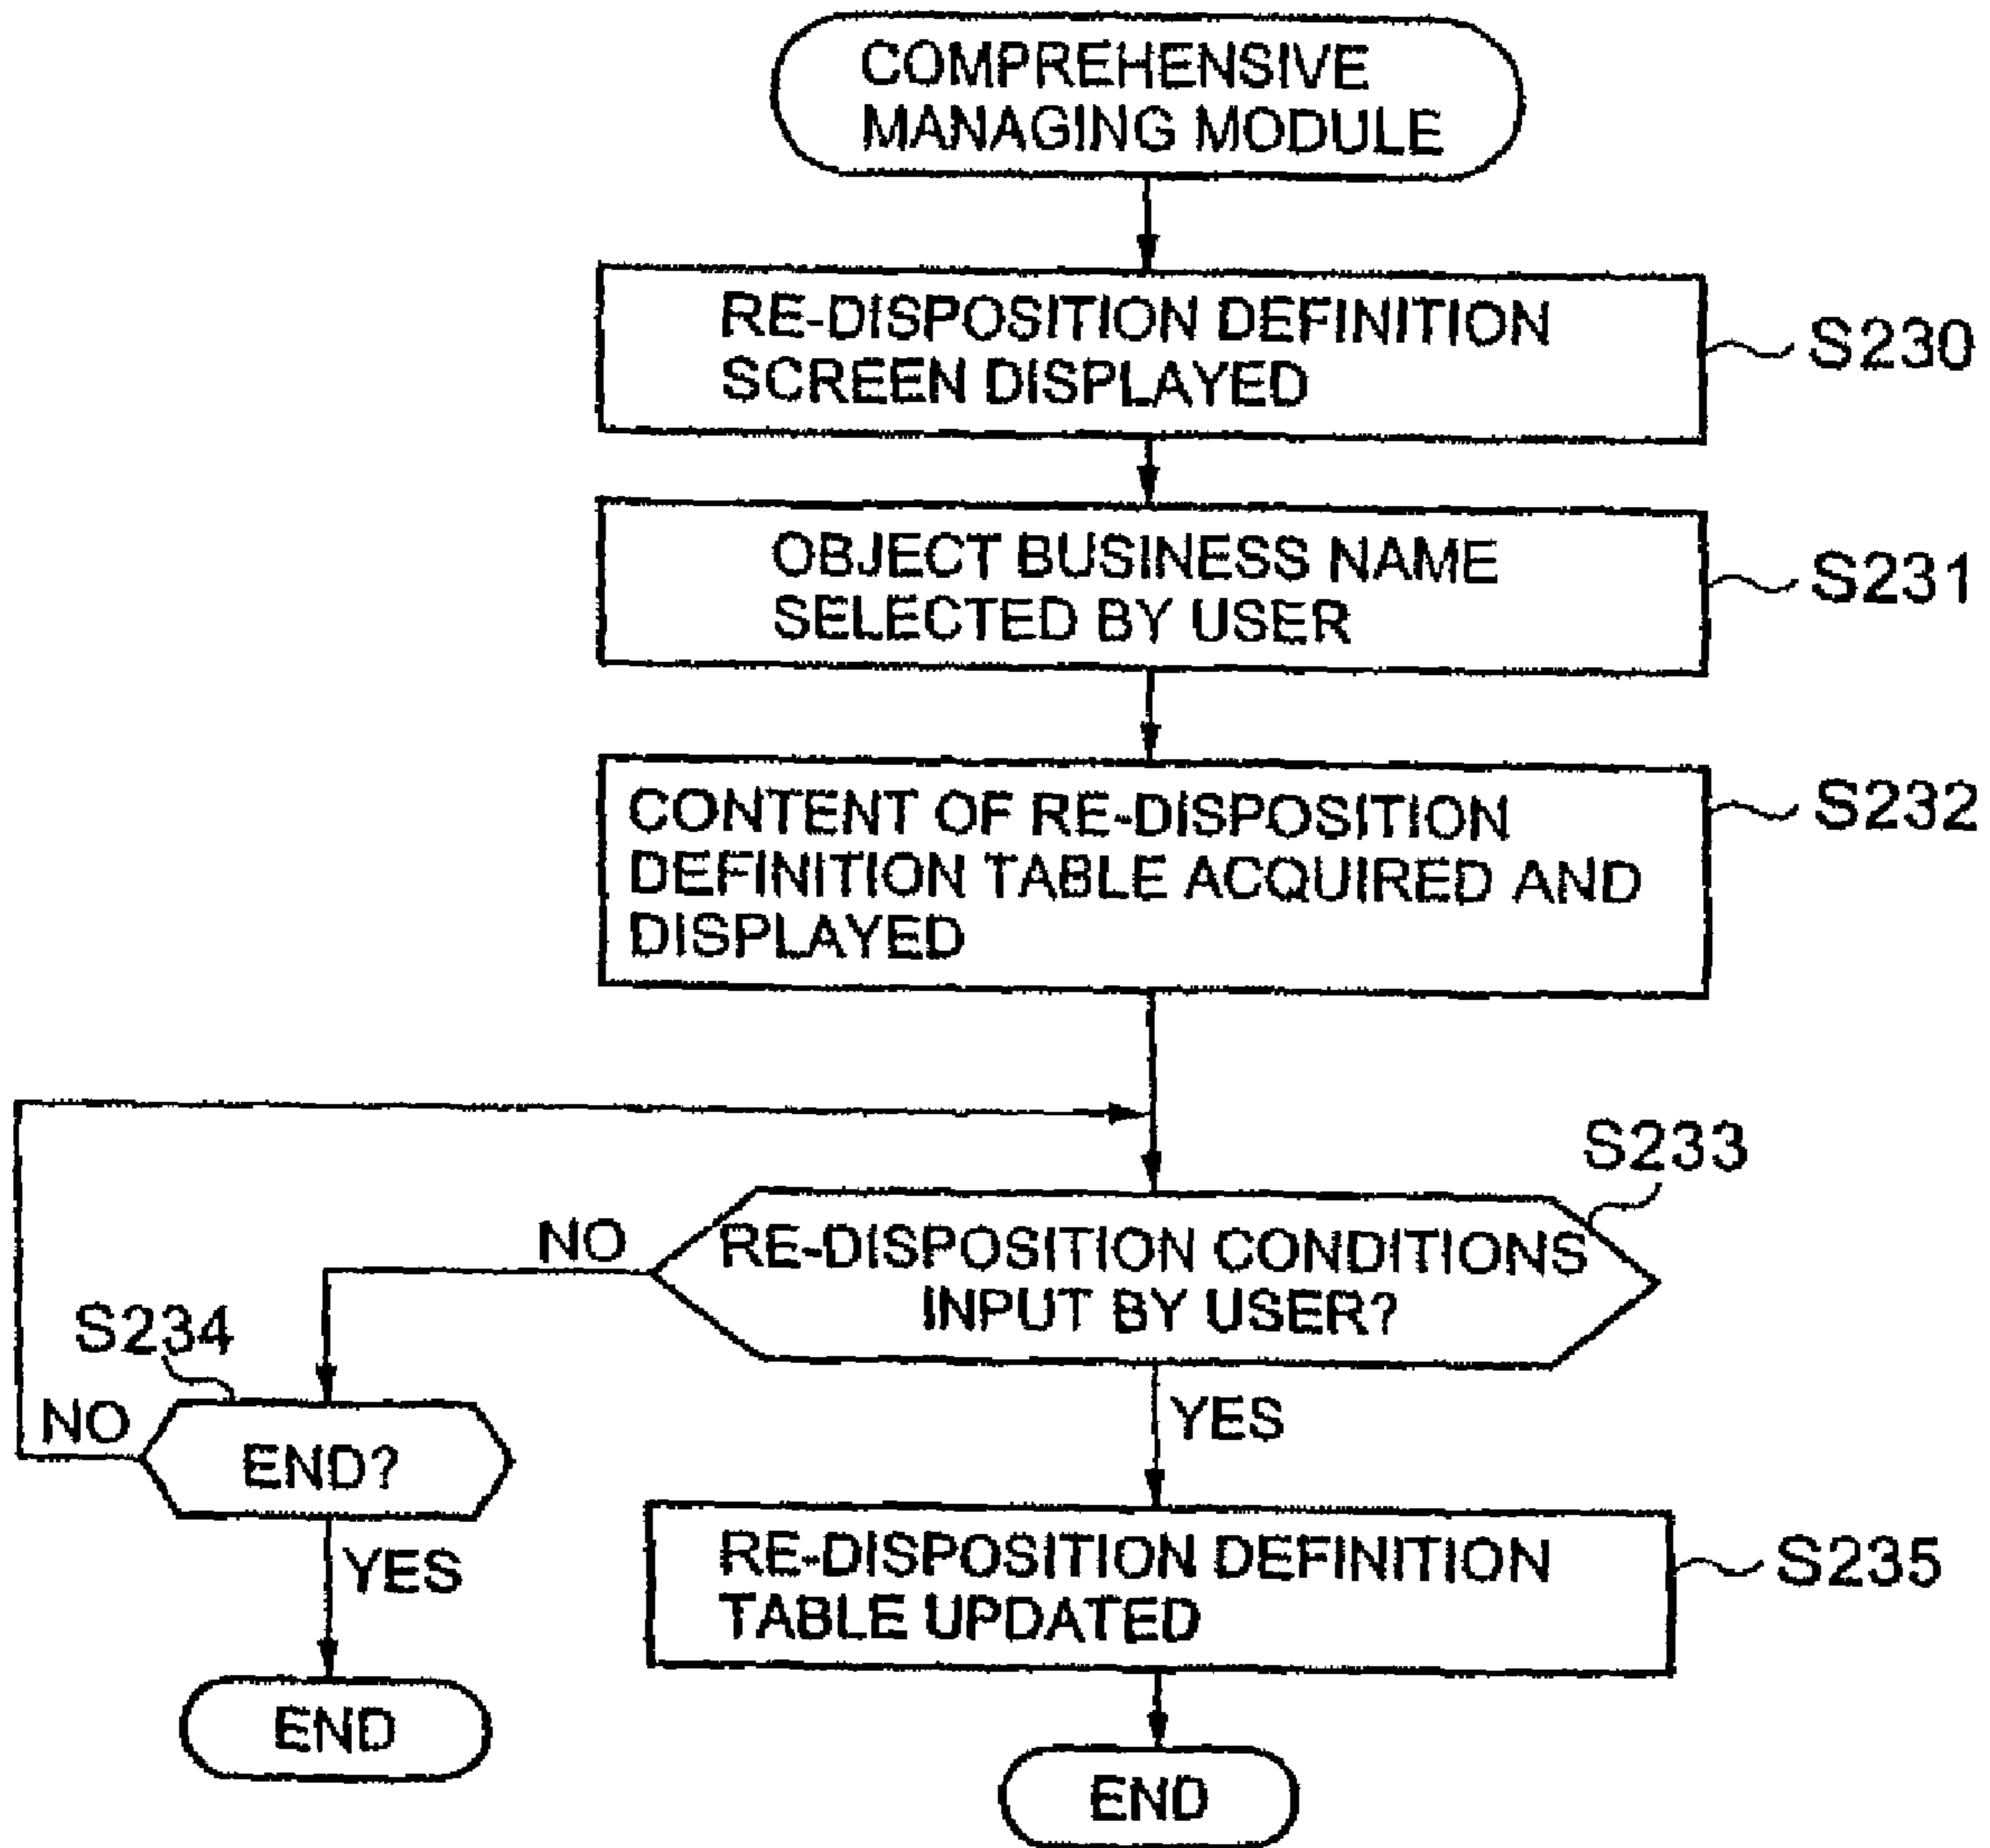 COMPREHENSIVE
MANAGING MODULE
RE-DISPOSITION DEFINITION
SCREEN DISPLAYED
S230
OBJECT BUSINESS NAME
SELECTED BY USER
S231
CONTENT OF RE-DISPOSITION
DEFINITION TABLE ACQUIRED AND
DISPLAYED
S232
S233
RE-DISPOSITION CONDITIONS
INPUT BY USER?
NO
S234
NO
END?
YES
YES
RE-DISPOSITION DEFINITION
TABLE UPDATED
S235
END
END